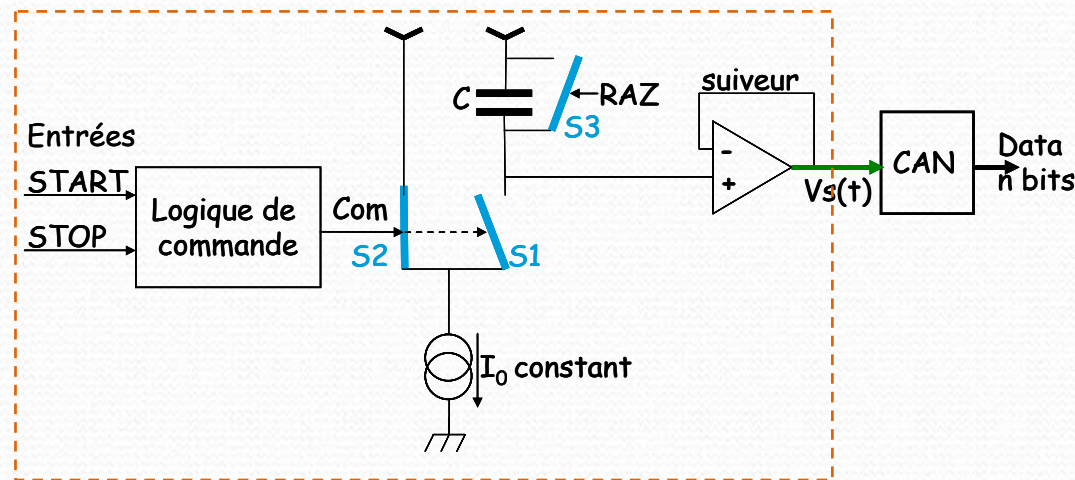 suiveur
C
RAZ
S3
Entrées
START
STOP
Logique de
commande
Com
S2
S1
-
+
Vs(t)
CAN
Data
n bits
I₀ constant